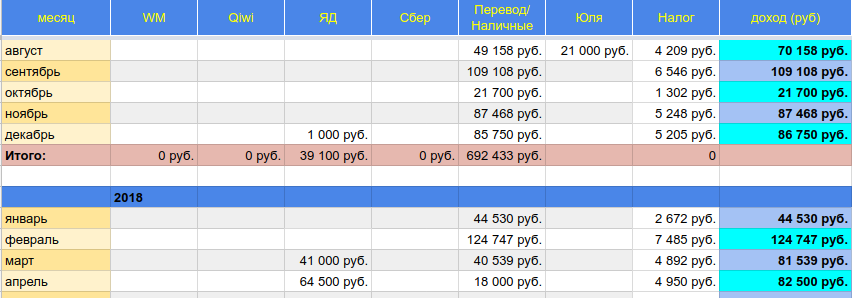 месяц WM Qiwi ЯД Сбер Перевод/ Наличные Юля Налог доход (руб)
август 49 158 руб. 21 000 руб. 4 209 руб. 70 158 руб.
сентябрь 109 108 руб. 6 546 руб. 109 108 руб.
октябрь 21 700 руб. 1 302 руб. 21 700 руб.
ноябрь 87 468 руб. 5 248 руб. 87 468 руб.
декабрь 1 000 руб. 85 750 руб. 5 205 руб. 86 750 руб.
Итого: 0 руб. 0 руб. 39 100 руб. 0 руб. 692 433 руб. 0
2018
январь 44 530 руб. 2 672 руб. 44 530 руб.
февраль 124 747 руб. 7 485 руб. 124 747 руб.
март 41 000 руб. 40 539 руб. 4 892 руб. 81 539 руб.
апрель 64 500 руб. 18 000 руб. 4 950 руб. 82 500 руб.